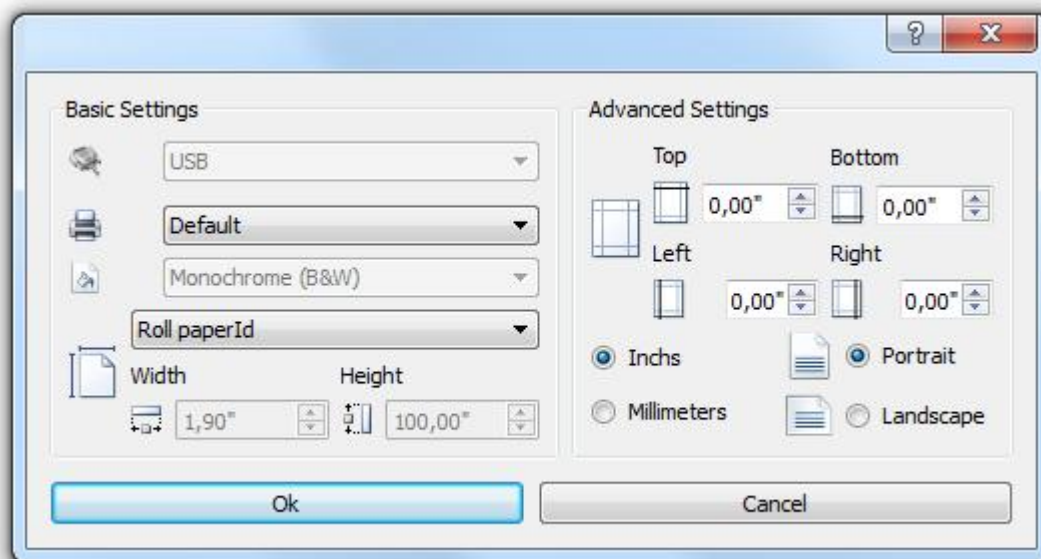 Basic Settings
USB
Default
Monochrome (B&W)
Roll paperId
Width Height
1,90" 100,00"
Advanced Settings
Top Bottom
0,00" 0,00"
Left Right
0,00" 0,00"
Inchs Portrait
Millimeters Landscape
Ok Cancel